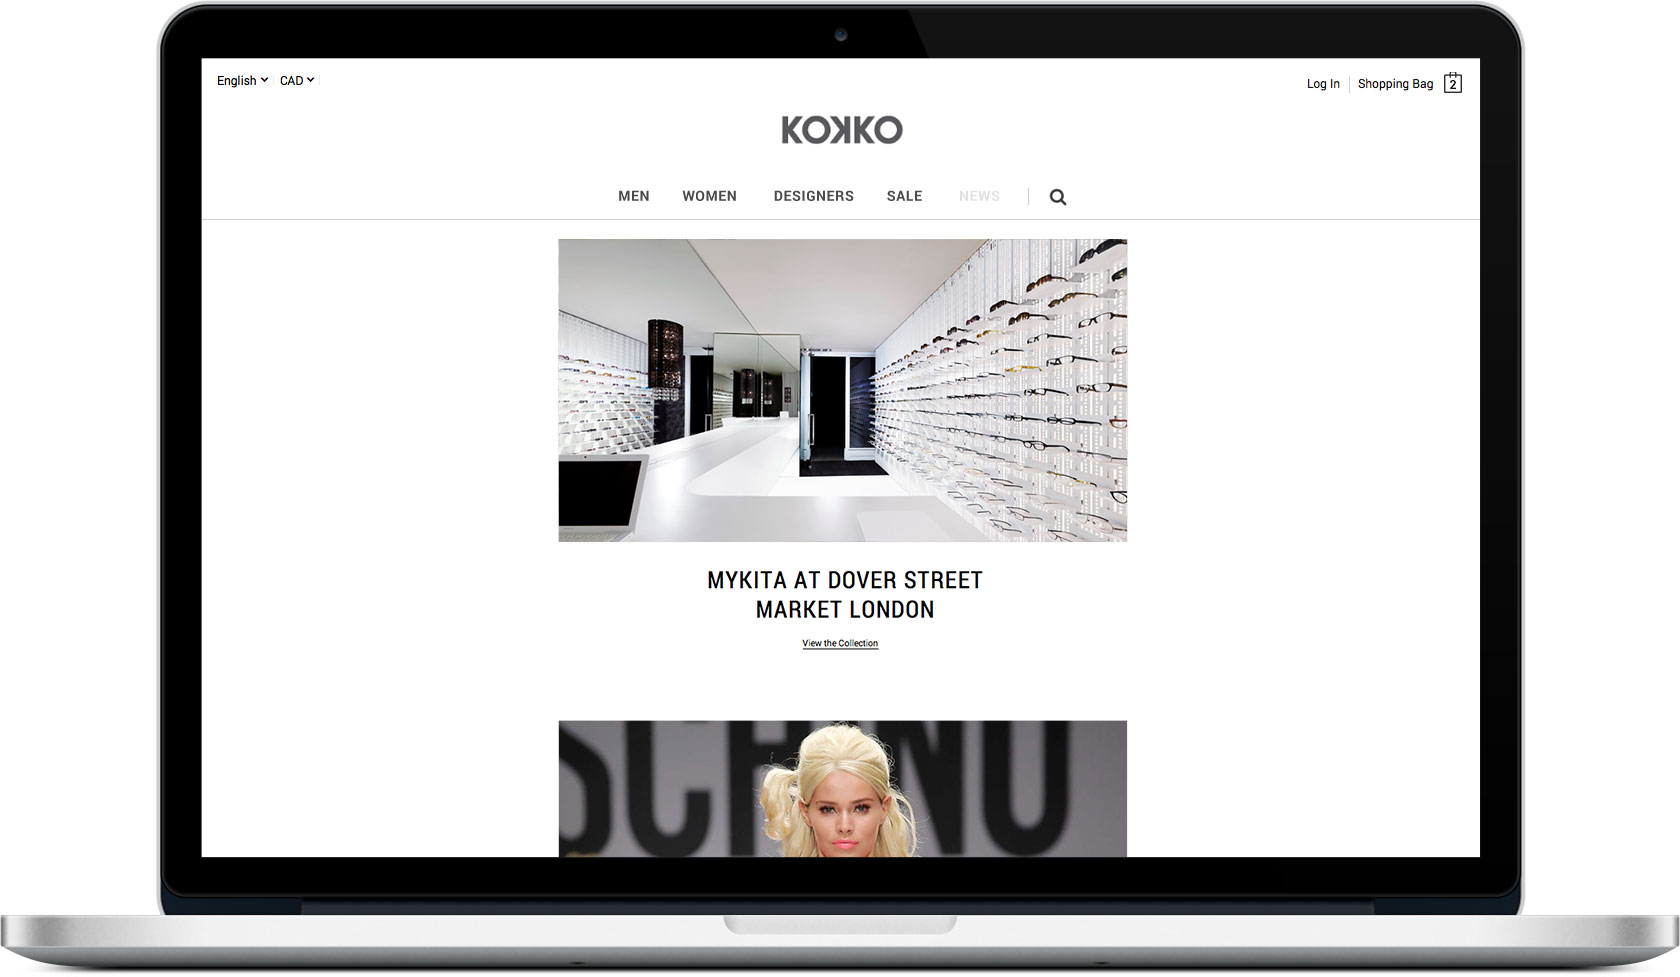 English CAD
Log In Shopping Bag 2
KOKKO
MEN WOMEN DESIGNERS SALE NEWS
MYKITA AT DOVER STREET
MARKET LONDON
View the Collection
SCHINO